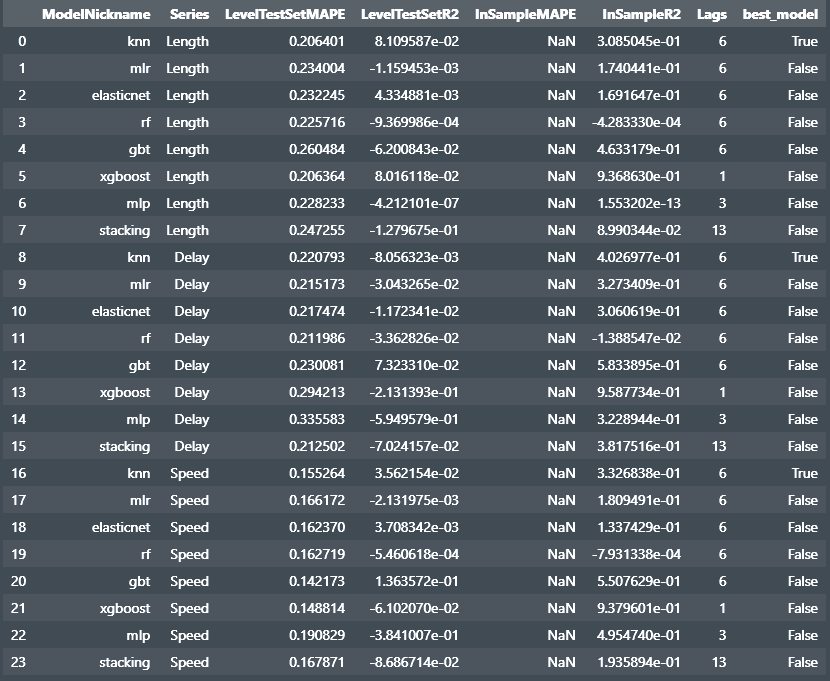 ModelNickname Series LevelTestSetMAPE LevelTestSetR2 InSampleMAPE InSampleR2 Lags best_model
0 knn Length 0.206401 8.109587e-02 NaN 3.085045e-01 6 True
1 mlr Length 0.234004 -1.159453e-03 NaN 1.740441e-01 6 False
2 elasticnet Length 0.232245 4.334881e-03 NaN 1.691647e-01 6 False
3 rf Length 0.225716 -9.369986e-04 NaN -4.283330e-04 6 False
4 gbt Length 0.260484 -6.200843e-02 NaN 4.633179e-01 6 False
5 xgboost Length 0.206364 8.016118e-02 NaN 9.368630e-01 1 False
6 mlp Length 0.228233 -4.212101e-07 NaN 1.553202e-13 3 False
7 stacking Length 0.247255 -1.279675e-01 NaN 8.990344e-02 13 False
8 knn Delay 0.220793 -8.056323e-03 NaN 4.026977e-01 6 True
9 mlr Delay 0.215173 -3.043265e-02 NaN 3.273409e-01 6 False
10 elasticnet Delay 0.217474 -1.172341e-02 NaN 3.060619e-01 6 False
11 rf Delay 0.211986 -3.362826e-02 NaN -1.388547e-02 6 False
12 gbt Delay 0.230081 7.323310e-02 NaN 5.833895e-01 6 False
13 xgboost Delay 0.294213 -2.131393e-01 NaN 9.587734e-01 1 False
14 mlp Delay 0.335583 -5.949579e-01 NaN 3.228944e-01 3 False
15 stacking Delay 0.212502 -7.024157e-02 NaN 3.817516e-01 13 False
16 knn Speed 0.155264 3.562154e-02 NaN 3.326838e-01 6 True
17 mlr Speed 0.166172 -2.131975e-03 NaN 1.809491e-01 6 False
18 elasticnet Speed 0.162370 3.708342e-03 NaN 1.337429e-01 6 False
19 rf Speed 0.162719 -5.460618e-04 NaN -7.931338e-04 6 False
20 gbt Speed 0.142173 1.363572e-01 NaN 5.507629e-01 6 False
21 xgboost Speed 0.148814 -6.102070e-02 NaN 9.379601e-01 1 False
22 mlp Speed 0.190829 -3.841007e-01 NaN 4.954740e-01 3 False
23 stacking Speed 0.167871 -8.686714e-02 NaN 1.935894e-01 13 False